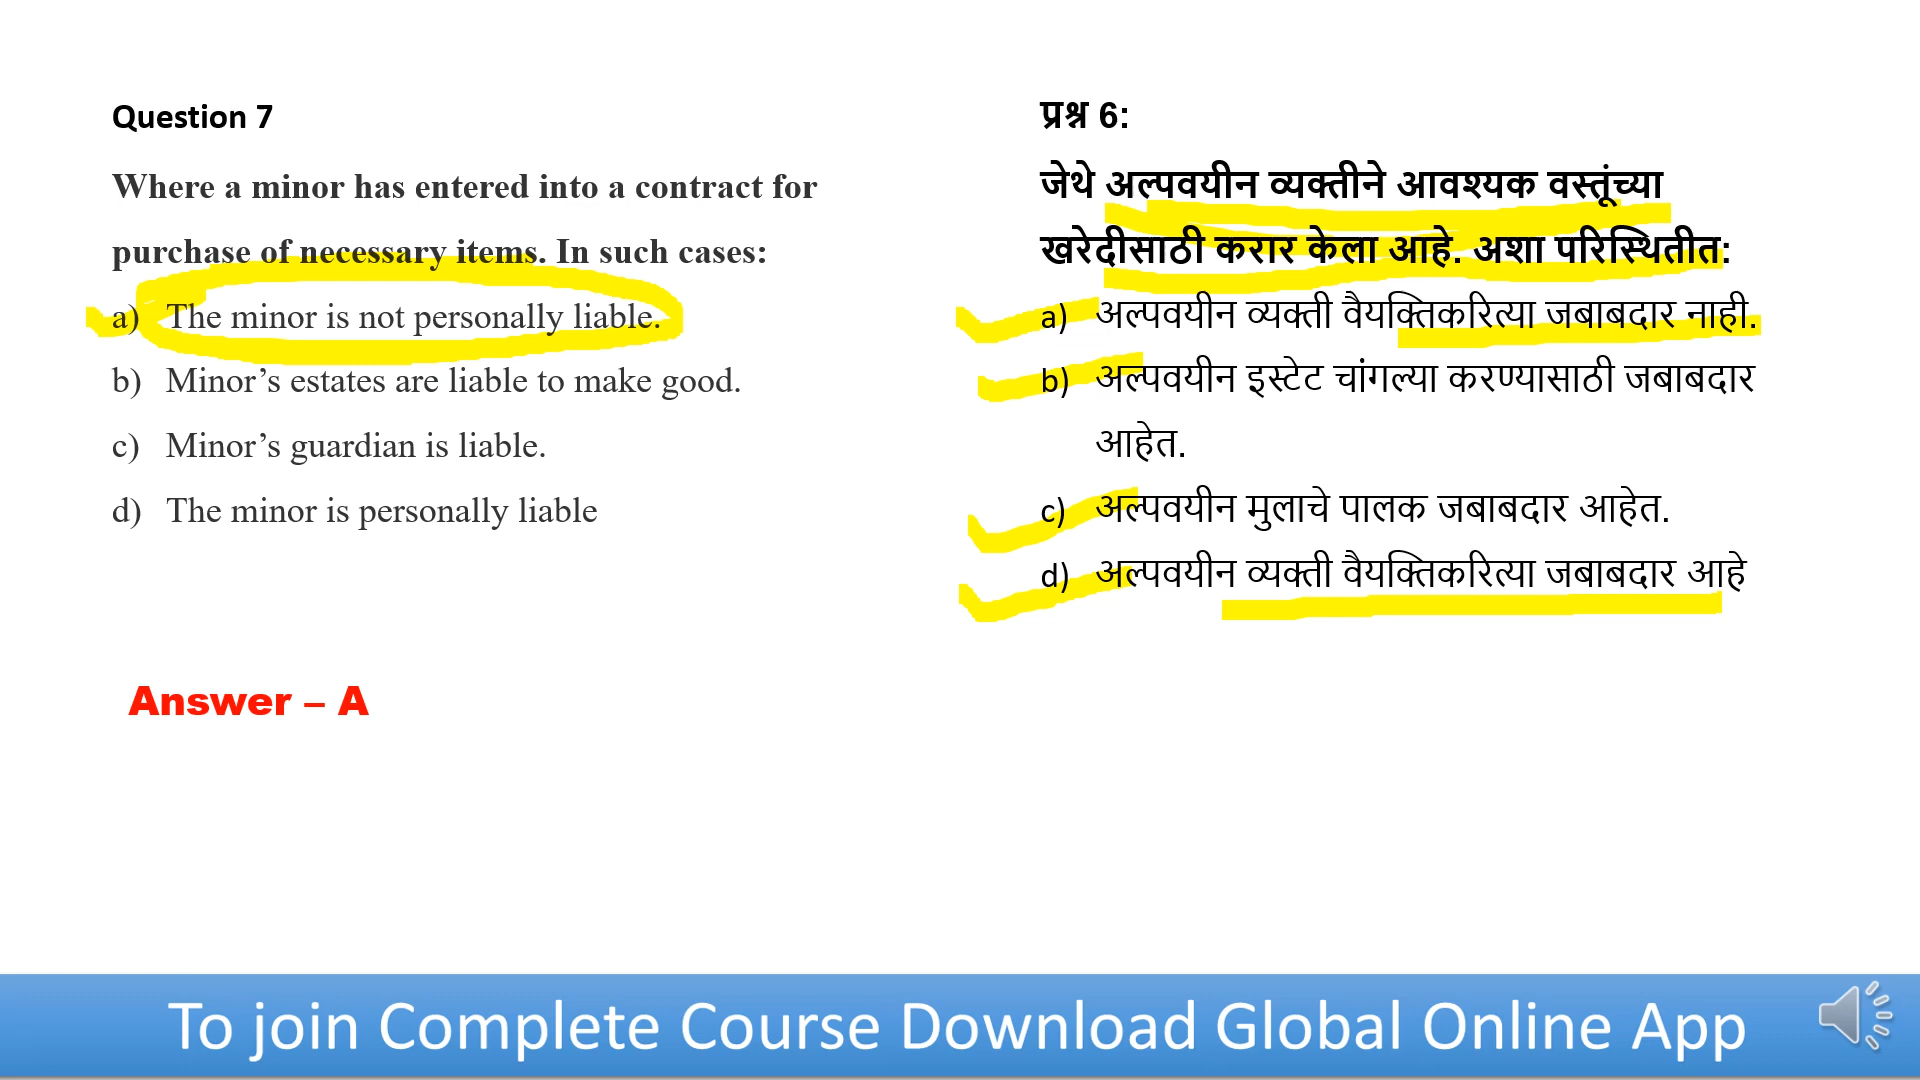 Question 7
Where a minor has entered into a contract for
purchase of necessary items. In such cases:
a) The minor is not personally liable.
b) Minor’s estates are liable to make good.
c) Minor’s guardian is liable.
d) The minor is personally liable
Answer – A
प्रश्न 6:
जेथे अल्पवयीन व्यक्तीने आवश्यक वस्तूंच्या
खरेदीसाठी करार केला आहे. अशा परिस्थितीत:
a) अल्पवयीन व्यक्ती वैयक्तिकरित्या जबाबदार नाही.
b) अल्पवयीन इस्टेट चांगल्या करण्यासाठी जबाबदार
आहेत.
c) अल्पवयीन मुलाचे पालक जबाबदार आहेत.
d) अल्पवयीन व्यक्ती वैयक्तिकरित्या जबाबदार आहे
To join Complete Course Download Global Online App